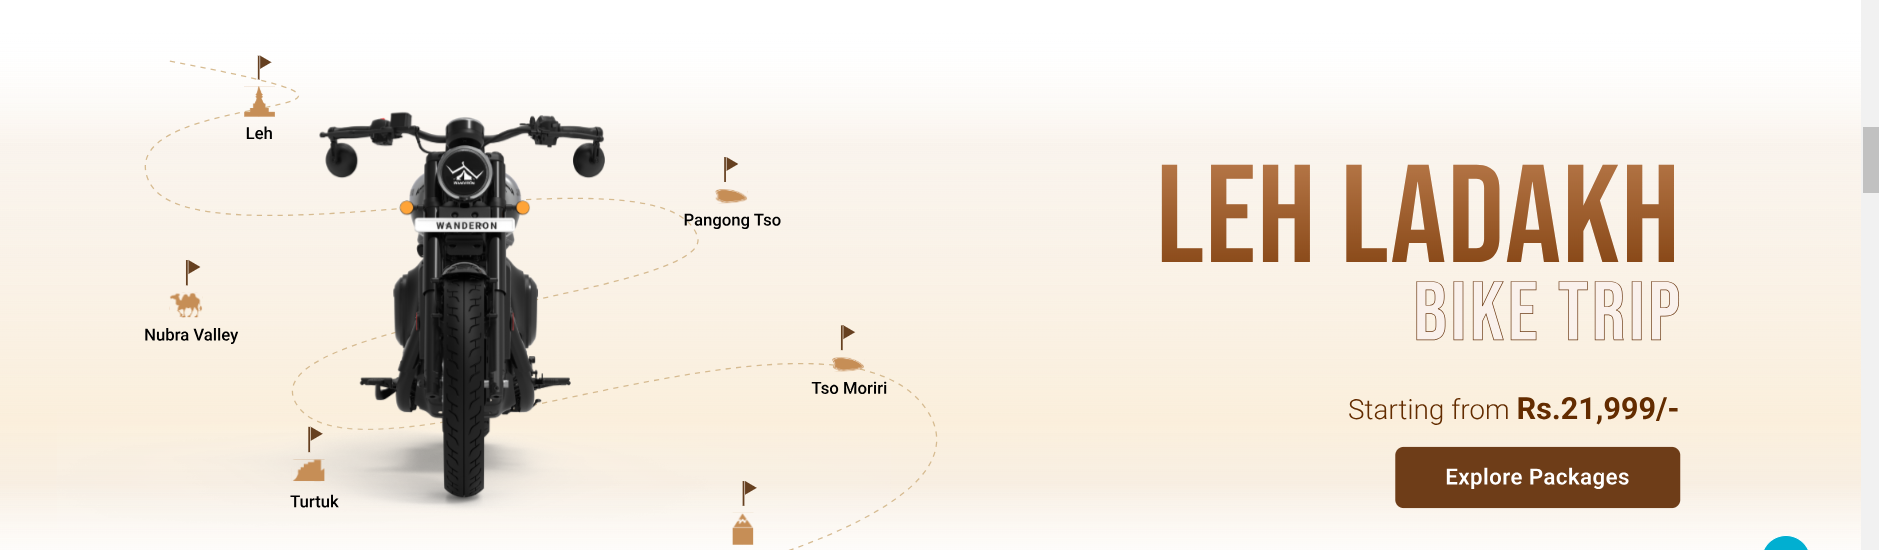 Leh
Pangong Tso
WANDERON
Nubra Valley
Tso Moriri
Turtuk
LEH LADAKH
BIKE TRIP
Starting from Rs.21,999/-
Explore Packages